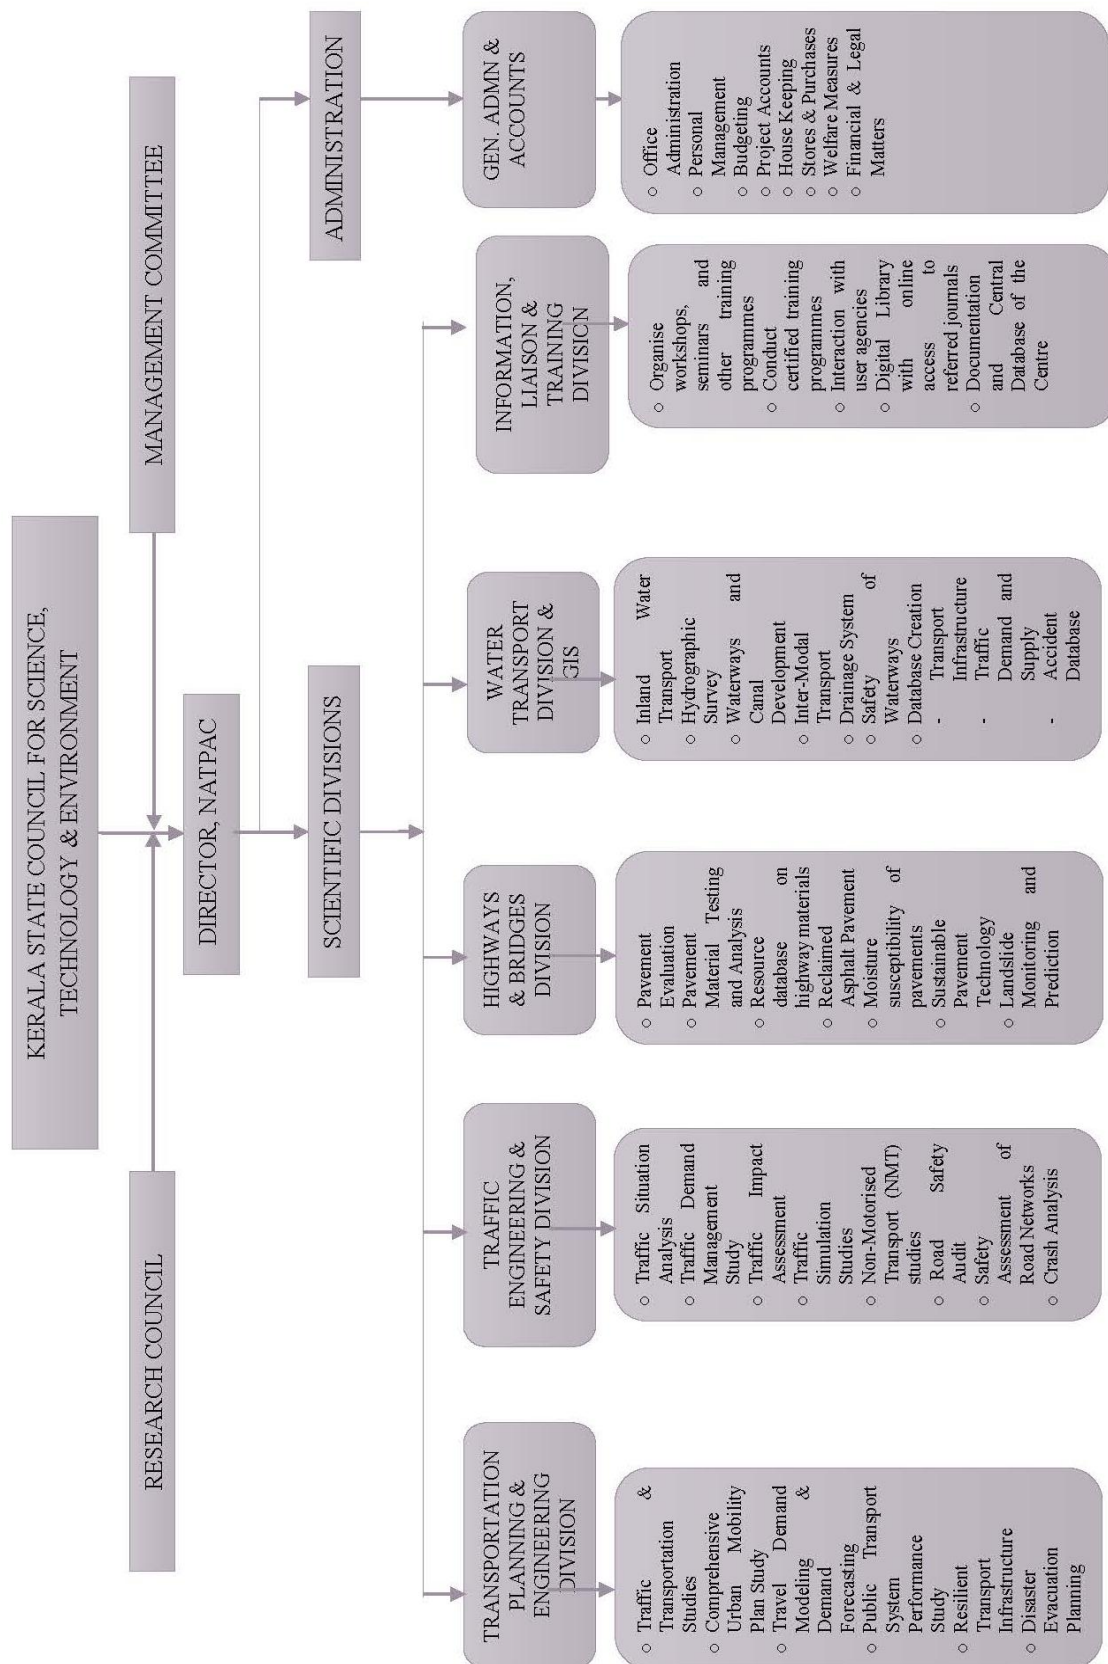 KERALA STATE COUNCIL FOR SCIENCE,
TECHNOLOGY & ENVIRONMENT
RESEARCH COUNCIL
MANAGEMENT COMMITTEE
DIRECTOR, NATPAC
SCIENTIFIC DIVISIONS
ADMINISTRATION
TRANSPORTATION
PLANNING &
ENGINEERING
DIVISION
○ Traffic &
Transportation
Studies
○ Comprehensive
Urban Mobility
Plan Study
○ Travel Demand
Modeling &
Demand
Forecasting
○ Public Transport
System
Performance
Study
○ Resilient
Transport
Infrastructure
○ Disaster
Evacuation
Planning
TRAFFIC
ENGINEERING &
SAFETY DIVISION
○ Traffic Situation
Analysis
○ Traffic Demand
Management
Study
○ Traffic Impact
Assessment
○ Traffic
Simulation
Studies
○ Non-Motorised
Transport (NMT)
studies
○ Road Safety
Audit
○ Safety
Assessment of
Road Networks
○ Crash Analysis
HIGHWAYS
& BRIDGES
DIVISION
○ Pavement
Evaluation
○ Pavement
Material Testing
and Analysis
○ Resource
database on
highway materials
○ Reclaimed
Asphalt Pavement
○ Moisture
susceptibility of
pavements
○ Sustainable
Pavement
Technology
○ Landslide
Monitoring and
Prediction
WATER
TRANSPORT
DIVISION &
GIS
○ Inland Water
Transport
○ Hydrographic
Survey
○ Waterways and
Canal
Development
○ Inter-Modal
Transport
○ Drainage System
○ Safety of
Waterways
○ Database Creation
- Transport
Infrastructure
- Traffic
Demand and
Supply
- Accident
Database
INFORMATION,
LIAISON &
TRAINING
DIVISION
○ Organise
workshops,
seminars and
other training
programmes
○ Conduct
certified training
programmes
○ Interaction with
user agencies
○ Digital Library
with online
access to
referred journals
○ Documentation
and Central
Database of the
Centre
GEN. ADMN &
ACCOUNTS
○ Office
Administration
○ Personal
Management
○ Budgeting
○ Project Accounts
○ House Keeping
○ Stores & Purchases
○ Welfare Measures
○ Financial & Legal
Matters